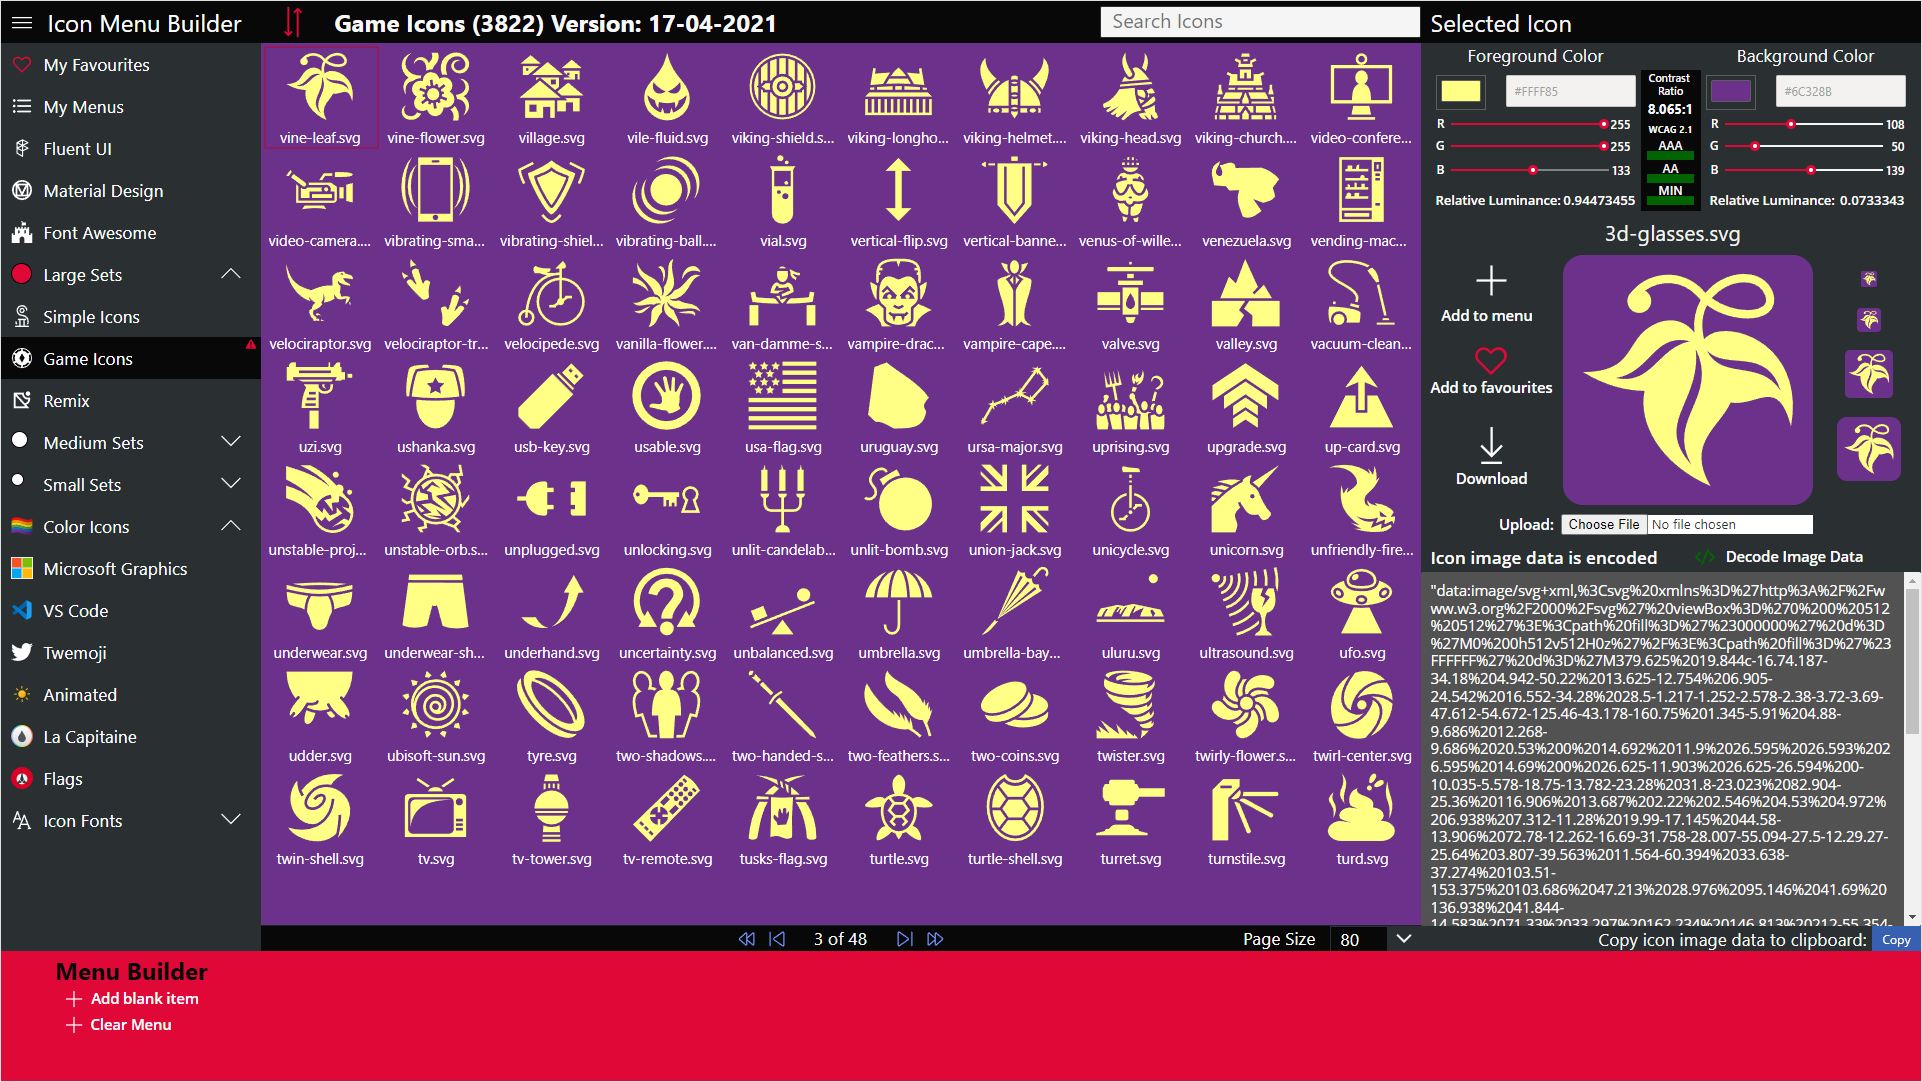 Icon Menu Builder
Game Icons (3822) Version: 17-04-2021
Search Icons
Selected Icon
My Favourites
My Menus
Fluent UI
Material Design
Font Awesome
Large Sets
Simple Icons
Game Icons
Remix
Medium Sets
Small Sets
Color Icons
Microsoft Graphics
VS Code
Twemoji
Animated
La Capitaine
Flags
Icon Fonts
vine-leaf.svg vine-flower.svg village.svg vile-fluid.svg viking-shield.s... viking-longho... viking-helmet.... viking-head.svg viking-church.... video-confere...
video-camera.... vibrating-sma... vibrating-shiel... vibrating-ball.... vial.svg vertical-flip.svg vertical-banne... venus-of-wille... venezuela.svg vending-mac...
velociraptor.svg velociraptor-tr... velocipede.svg vanilla-flower.... van-damme-s... vampire-drac... vampire-cape.... valve.svg valley.svg vacuum-clean...
uzi.svg ushanka.svg usb-key.svg usable.svg usa-flag.svg uruguay.svg ursa-major.svg uprising.svg upgrade.svg up-card.svg
unstable-proj... unstable-orb.s... unplugged.svg unlocking.svg unlit-candelab... unlit-bomb.svg union-jack.svg unicycle.svg unicorn.svg unfriendly-fire...
underwear.svg underwear-sh... underhand.svg uncertainty.svg unbalanced.svg umbrella.svg umbrella-bay... uluru.svg ultrasound.svg ufo.svg
udder.svg ubisoft-sun.svg tyre.svg two-shadows.... two-handed-s... two-feathers.s... two-coins.svg twister.svg twirly-flower.s... twirl-center.svg
twin-shell.svg tv.svg tv-tower.svg tv-remote.svg tusks-flag.svg turtle.svg turtle-shell.svg turret.svg turnstile.svg turd.svg
3 of 48
Page Size 80
Foreground Color
#FFFF85
R 255
G 255
B 133
Relative Luminance: 0.94473455
Contrast
Ratio
8.065:1
WCAG 2.1
AAA
AA
MIN
Background Color
#6C328B
R 108
G 50
B 139
Relative Luminance: 0.0733343
3d-glasses.svg
Add to menu
Add to favourites
Download
Upload: Choose File No file chosen
Icon image data is encoded
Decode Image Data
"data:image/svg+xml,%3Csvg%20xmlns%3D%27http%3A%2F%2Fw
ww.w3.org%2F2000%2Fsvg%27%20viewBox%3D%270%200%20512
%20512%27%3E%3Cpath%20fill%3D%27%23000000%27%20d%3D
%27M0%200h512v512H0z%27%2F%3E%3Cpath%20fill%3D%27%23
FFFFFF%27%20d%3D%27M379.625%2019.844c-16.74.187-
34.18%204.942-50.22%2013.625-12.754%206.905-
24.542%2016.552-34.28%2028.5-1.217-1.252-2.578-2.38-3.72-3.69-
47.612-54.672-125.46-43.178-160.75%201.345-5.91%204.88-
9.686%2012.268-
9.686%2020.53%200%2014.692%2011.9%2026.595%2026.593%202
6.595%2014.69%200%2026.625-11.903%2026.625-26.594%200-
10.035-5.578-18.75-13.782-23.28%2031.8-23.023%2082.904-
25.36%20116.906%2013.687%202.22%202.546%204.53%204.972%
206.938%207.312-11.28%2019.99-17.145%2044.58-
13.906%2072.78-12.262-16.69-31.758-28.007-55.094-27.5-12.29.27-
25.64%203.807-39.563%2011.564-60.394%2033.638-
37.274%20103.51-
153.375%20103.686%2047.213%2028.976%2095.146%2041.69%20
136.938%2041.844-
14.583%2071.33%2033.297%20162.234%20146.813%20212-55.354-
Copy icon image data to clipboard: Copy
Menu Builder
Add blank item
Clear Menu